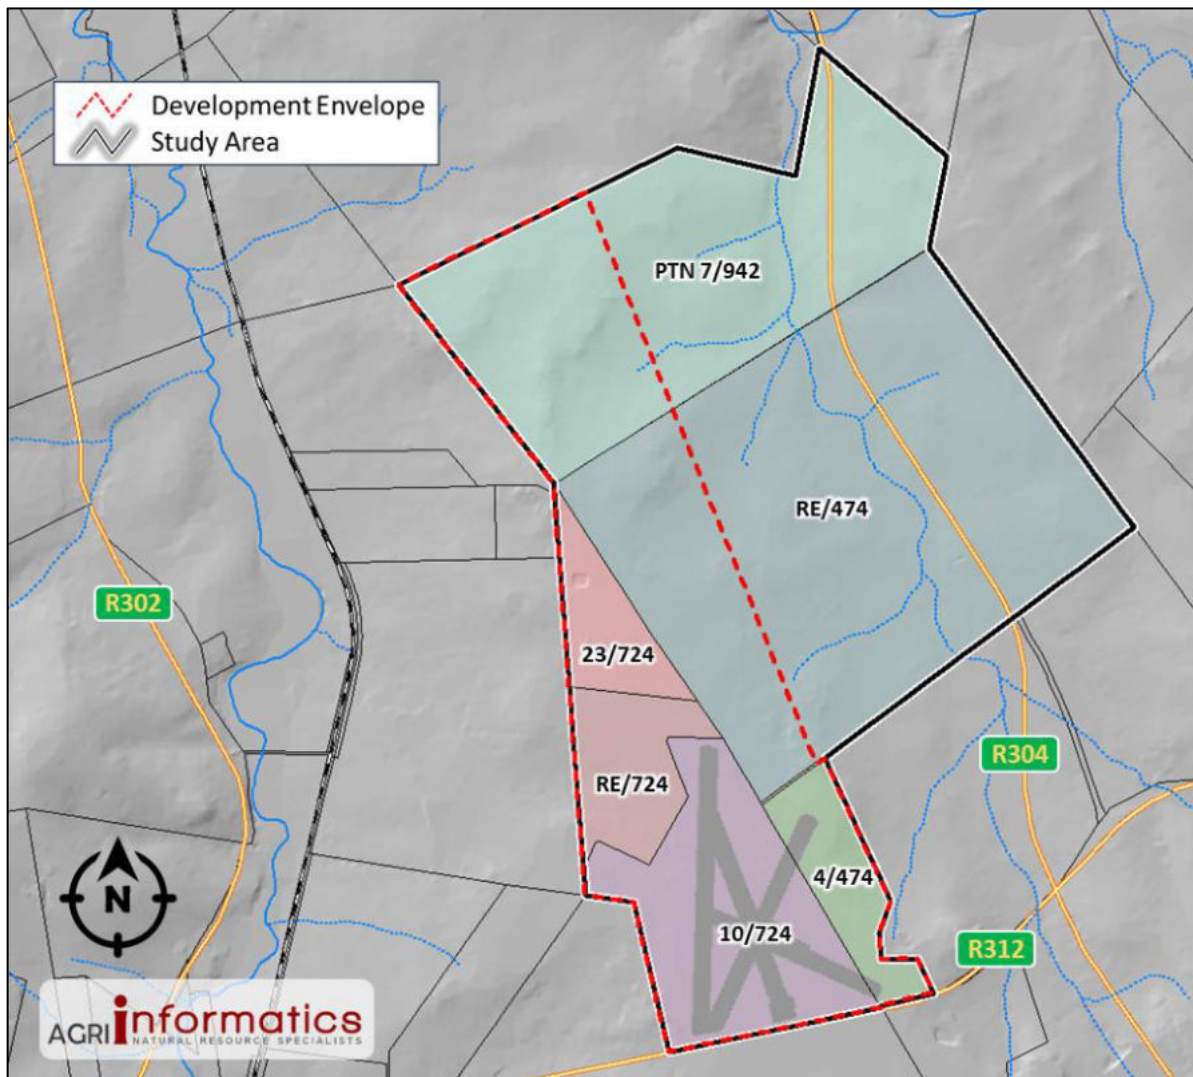 Development Envelope
Study Area
PTN 7/942
RE/474
R302
23/724
R304
RE/724
4/474
N
10/724
R312
AGRI informatics
NATURAL RESOURCE SPECIALISTS